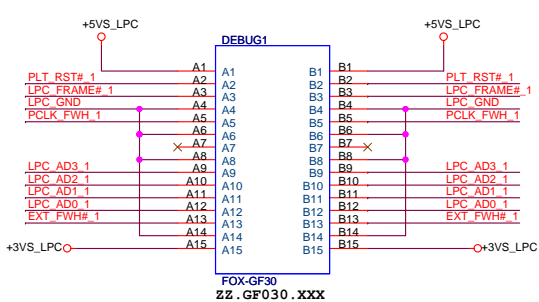 +5VS_LPC +5VS_LPC
DEBUG1
A1 A1 B1 B1
PLT_RST#_1 A2 A2 B2 B2 PLT_RST#_1
LPC_FRAME#_1 A3 A3 B3 B3 LPC_FRAME#_1
LPC_GND A4 A4 B4 B4 LPC_GND
PCLK_FWH_1 A5 A5 B5 B5 PCLK_FWH_1
A6 A6 B6 B6
A7 A7 B7 B7
A8 A8 B8 B8
LPC_AD3_1 A9 A9 B9 B9 LPC_AD3_1
LPC_AD2_1 A10 A10 B10 B10 LPC_AD2_1
LPC_AD1_1 A11 A11 B11 B11 LPC_AD1_1
LPC_AD0_1 A12 A12 B12 B12 LPC_AD0_1
EXT_FWH#_1 A13 A13 B13 B13 EXT_FWH#_1
A14 A14 B14 B14
+3VS_LPC A15 A15 B15 B15 +3VS_LPC
FOX-GF30
ZZ.GF030.XXX